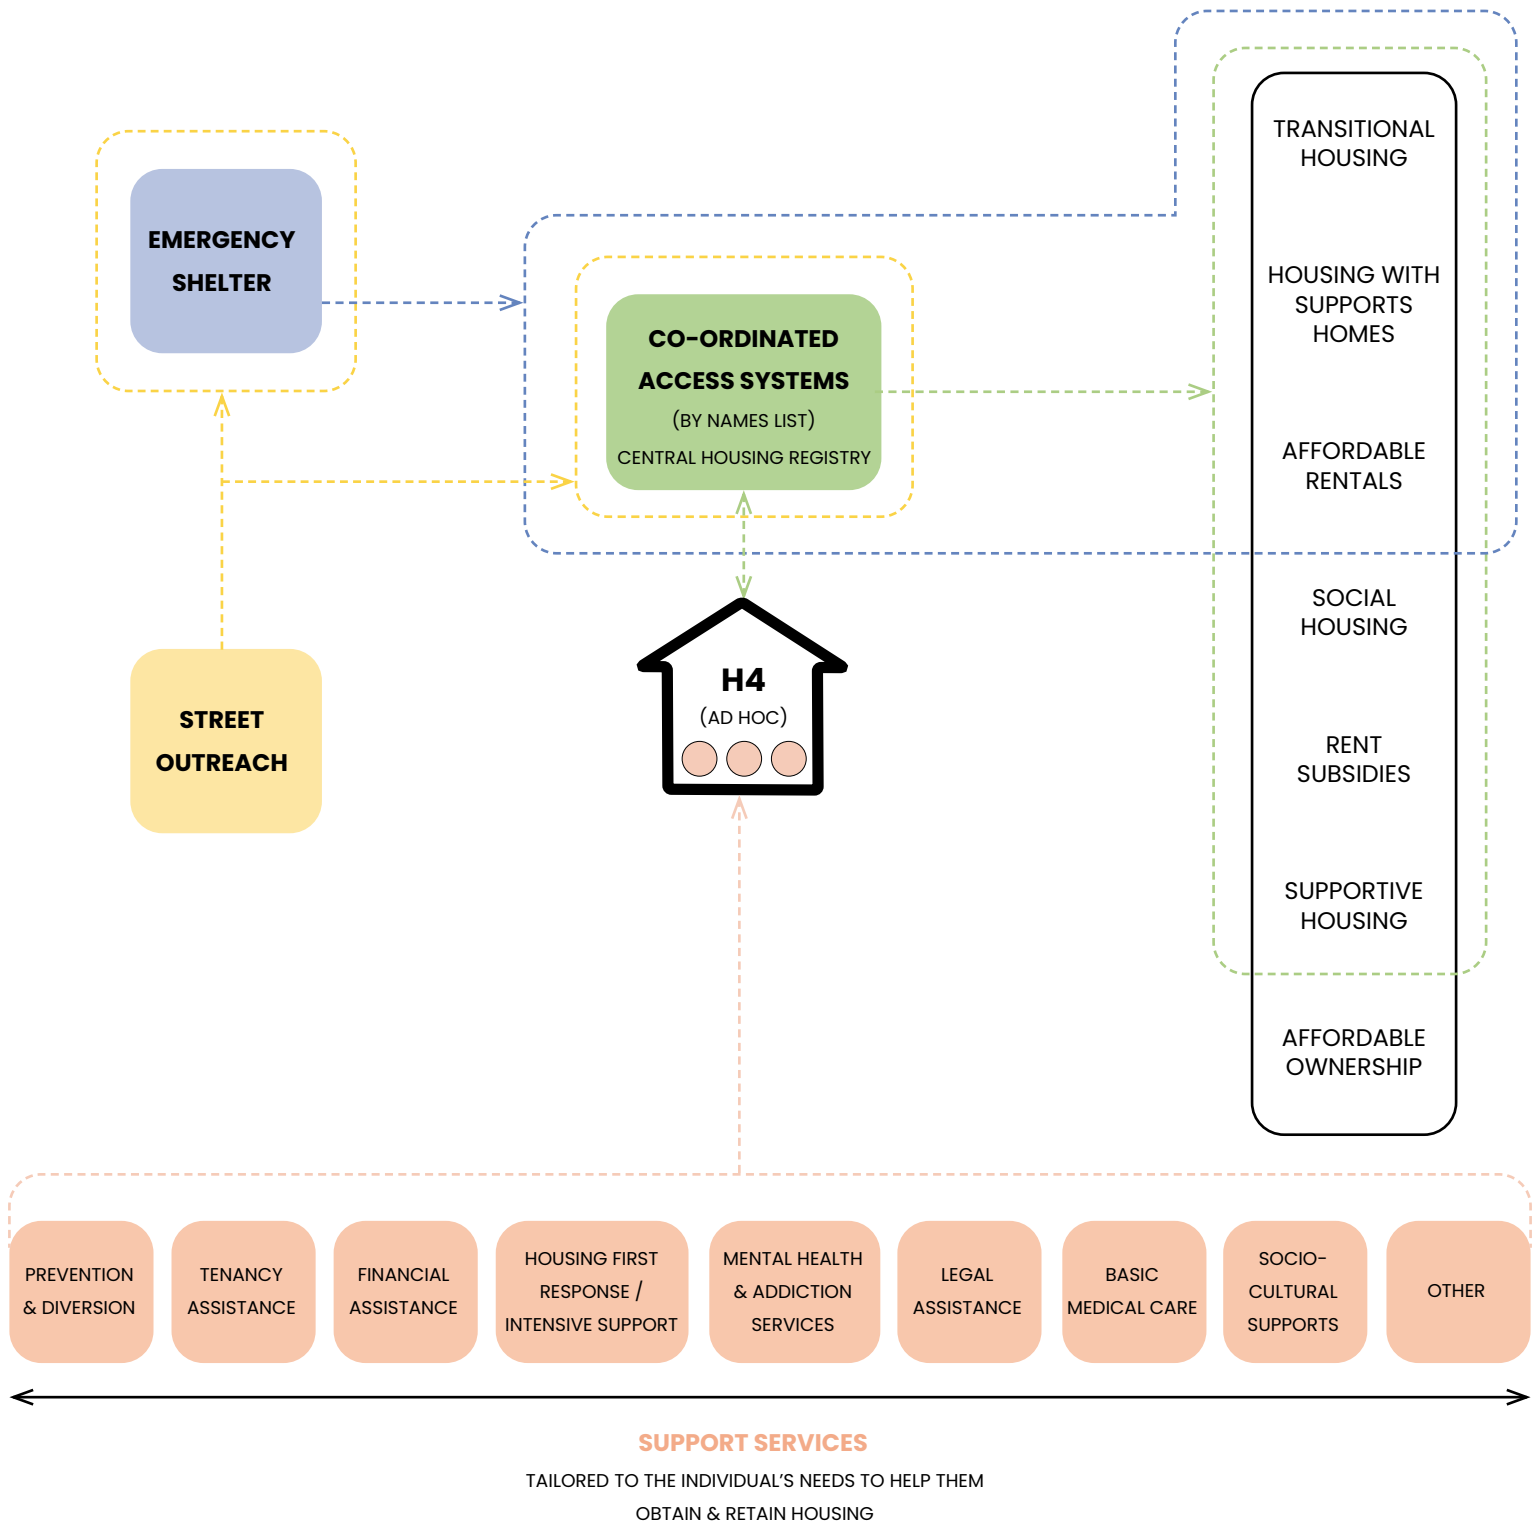 EMERGENCY
SHELTER
CO-ORDINATED
ACCESS SYSTEMS
(BY NAMES LIST)
CENTRAL HOUSING REGISTRY
STREET
OUTREACH
H4
(AD HOC)
TRANSITIONAL
HOUSING
HOUSING WITH
SUPPORTS
HOMES
AFFORDABLE
RENTALS
SOCIAL
HOUSING
RENT
SUBSIDIES
SUPPORTIVE
HOUSING
AFFORDABLE
OWNERSHIP
PREVENTION
& DIVERSION
TENANCY
ASSISTANCE
FINANCIAL
ASSISTANCE
HOUSING FIRST
RESPONSE /
INTENSIVE SUPPORT
MENTAL HEALTH
& ADDICTION
SERVICES
LEGAL
ASSISTANCE
BASIC
MEDICAL CARE
SOCIO-
CULTURAL
SUPPORTS
OTHER
SUPPORT SERVICES
TAILORED TO THE INDIVIDUAL'S NEEDS TO HELP THEM
OBTAIN & RETAIN HOUSING